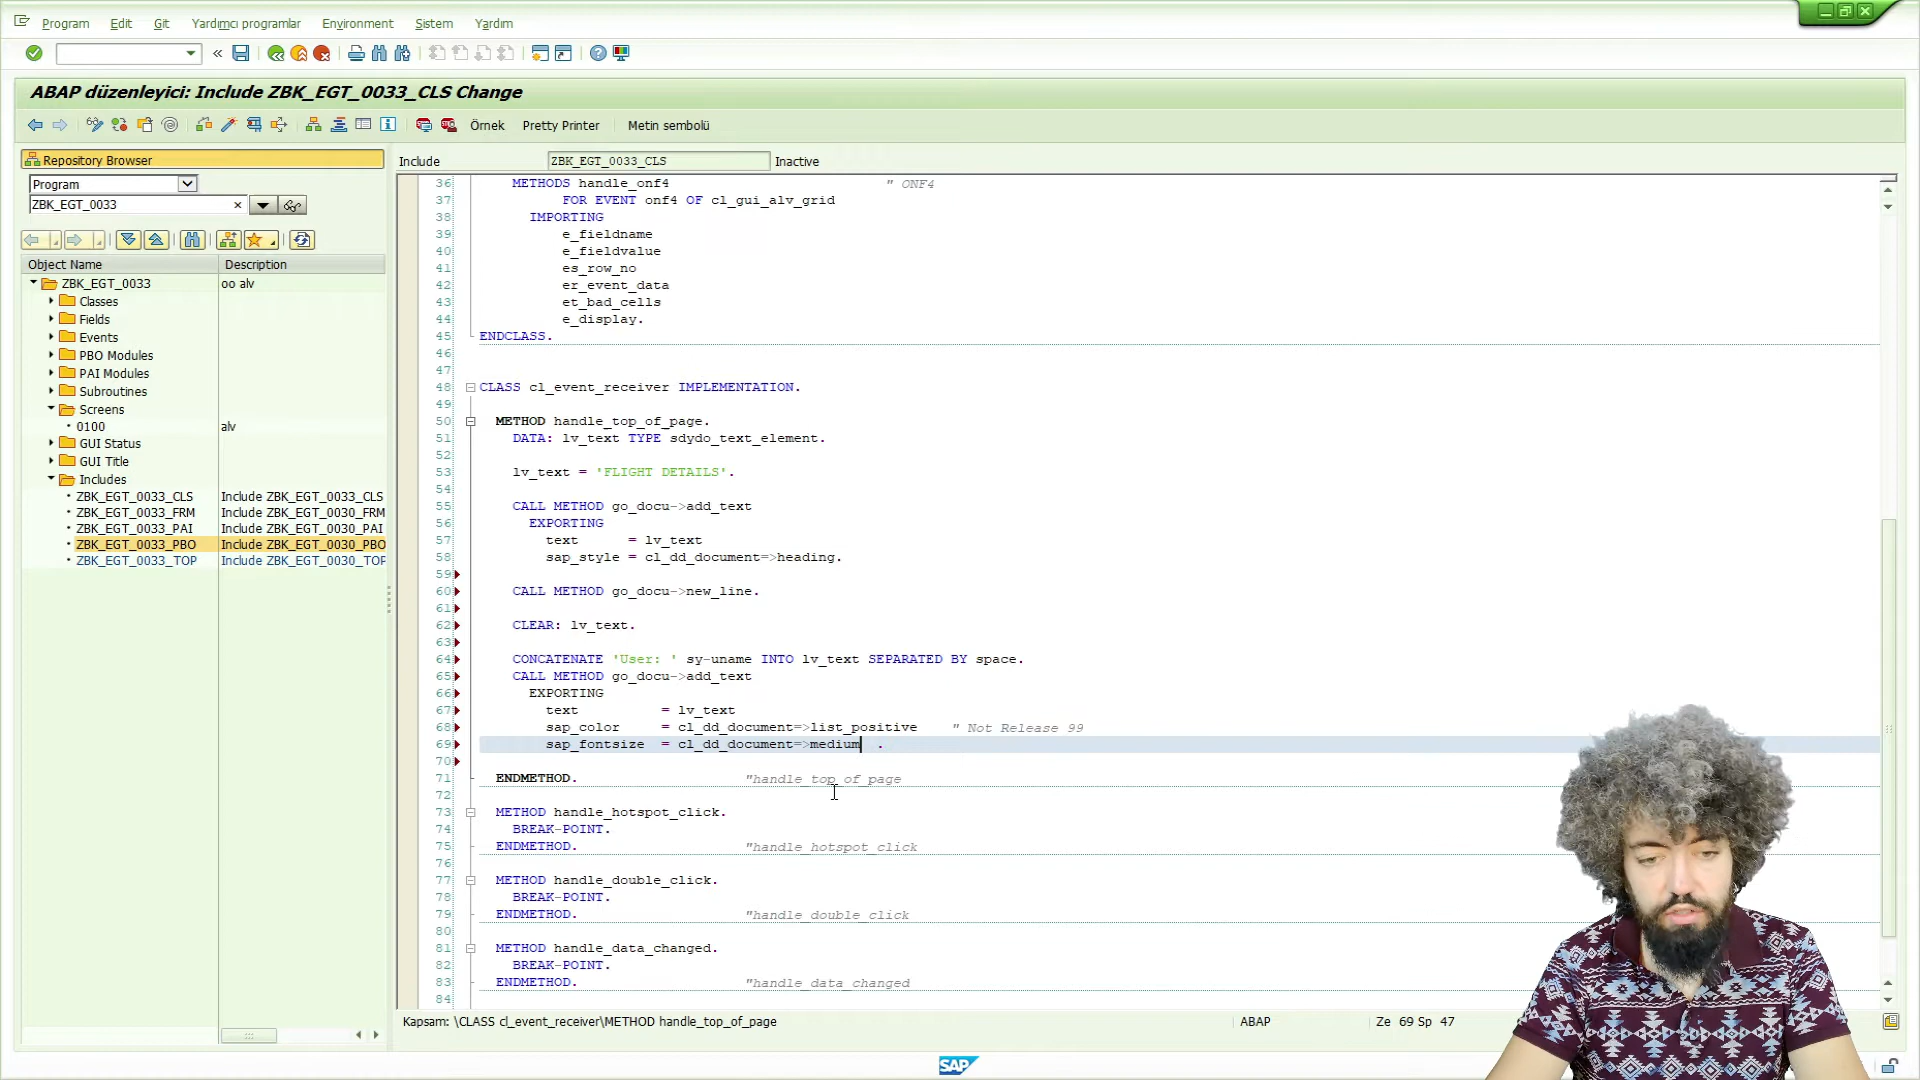 Program Edit Git Yardımcı programlar Environment Sistem Yardım
ABAP düzenleyici: Include ZBK_EGT_0033_CLS Change
Örnek Pretty Printer Metin sembolü
Repository Browser
Program
ZBK_EGT_0033
Object Name Description
ZBK_EGT_0033 oo alv
Classes
Fields
Events
PBO Modules
PAI Modules
Subroutines
Screens
0100 alv
GUI Status
GUI Title
Includes
ZBK_EGT_0033_CLS Include ZBK_EGT_0033_CLS
ZBK_EGT_0033_FRM Include ZBK_EGT_0030_FRM
ZBK_EGT_0033_PAI Include ZBK_EGT_0030_PAI
ZBK_EGT_0033_PBO Include ZBK_EGT_0030_PBO
ZBK_EGT_0033_TOP Include ZBK_EGT_0030_TOP
Include ZBK_EGT_0033_CLS Inactive
36 METHODS handle_onf4 " ONF4
37 FOR EVENT onf4 OF cl_gui_alv_grid
38 IMPORTING
39 e_fieldname
40 e_fieldvalue
41 es_row_no
42 er_event_data
43 et_bad_cells
44 e_display.
45 ENDCLASS.
46
47
48 CLASS cl_event_receiver IMPLEMENTATION.
49
50 METHOD handle_top_of_page.
51 DATA: lv_text TYPE sdydo_text_element.
52
53 lv_text = 'FLIGHT DETAILS'.
54
55 CALL METHOD go_docu->add_text
56 EXPORTING
57 text = lv_text
58 sap_style = cl_dd_document=>heading.
59
60 CALL METHOD go_docu->new_line.
61
62 CLEAR: lv_text.
63
64 CONCATENATE 'User: ' sy-uname INTO lv_text SEPARATED BY space.
65 CALL METHOD go_docu->add_text
66 EXPORTING
67 text = lv_text
68 sap_color = cl_dd_document=>list_positive " Not Release 99
69 sap_fontsize = cl_dd_document=>medium .
70
71 ENDMETHOD. "handle_top_of_page
72
73 METHOD handle_hotspot_click.
74 BREAK-POINT.
75 ENDMETHOD. "handle_hotspot_click
76
77 METHOD handle_double_click.
78 BREAK-POINT.
79 ENDMETHOD. "handle_double_click
80
81 METHOD handle_data_changed.
82 BREAK-POINT.
83 ENDMETHOD. "handle_data_changed
84
Kapsam: \CLASS cl_event_receiver\METHOD handle_top_of_page ABAP Ze 69 Sp 47
SAP